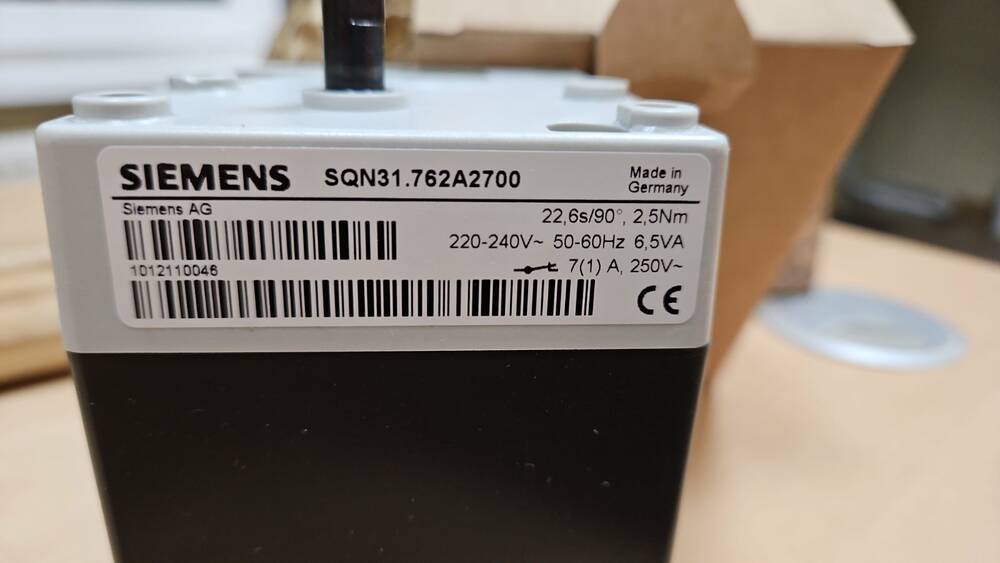 SIEMENS SQN31.762A2700 Made in Germany
Siemens AG
22,6s/90°, 2,5Nm
220-240V~ 50-60Hz 6,5VA
1012110046
7(1) A, 250V~
CE